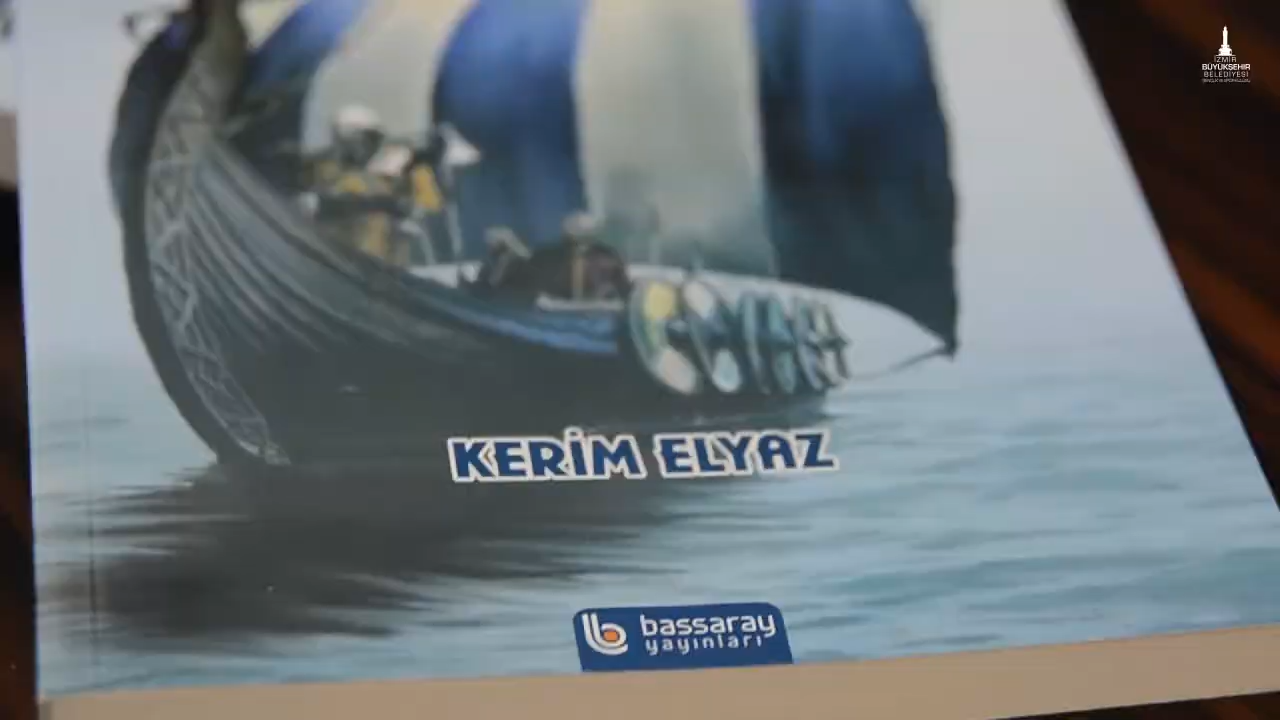 İZMİR
BÜYÜKŞEHİR
BELEDİYESİ
KERİM ELYAZ
bassaray
yayınları